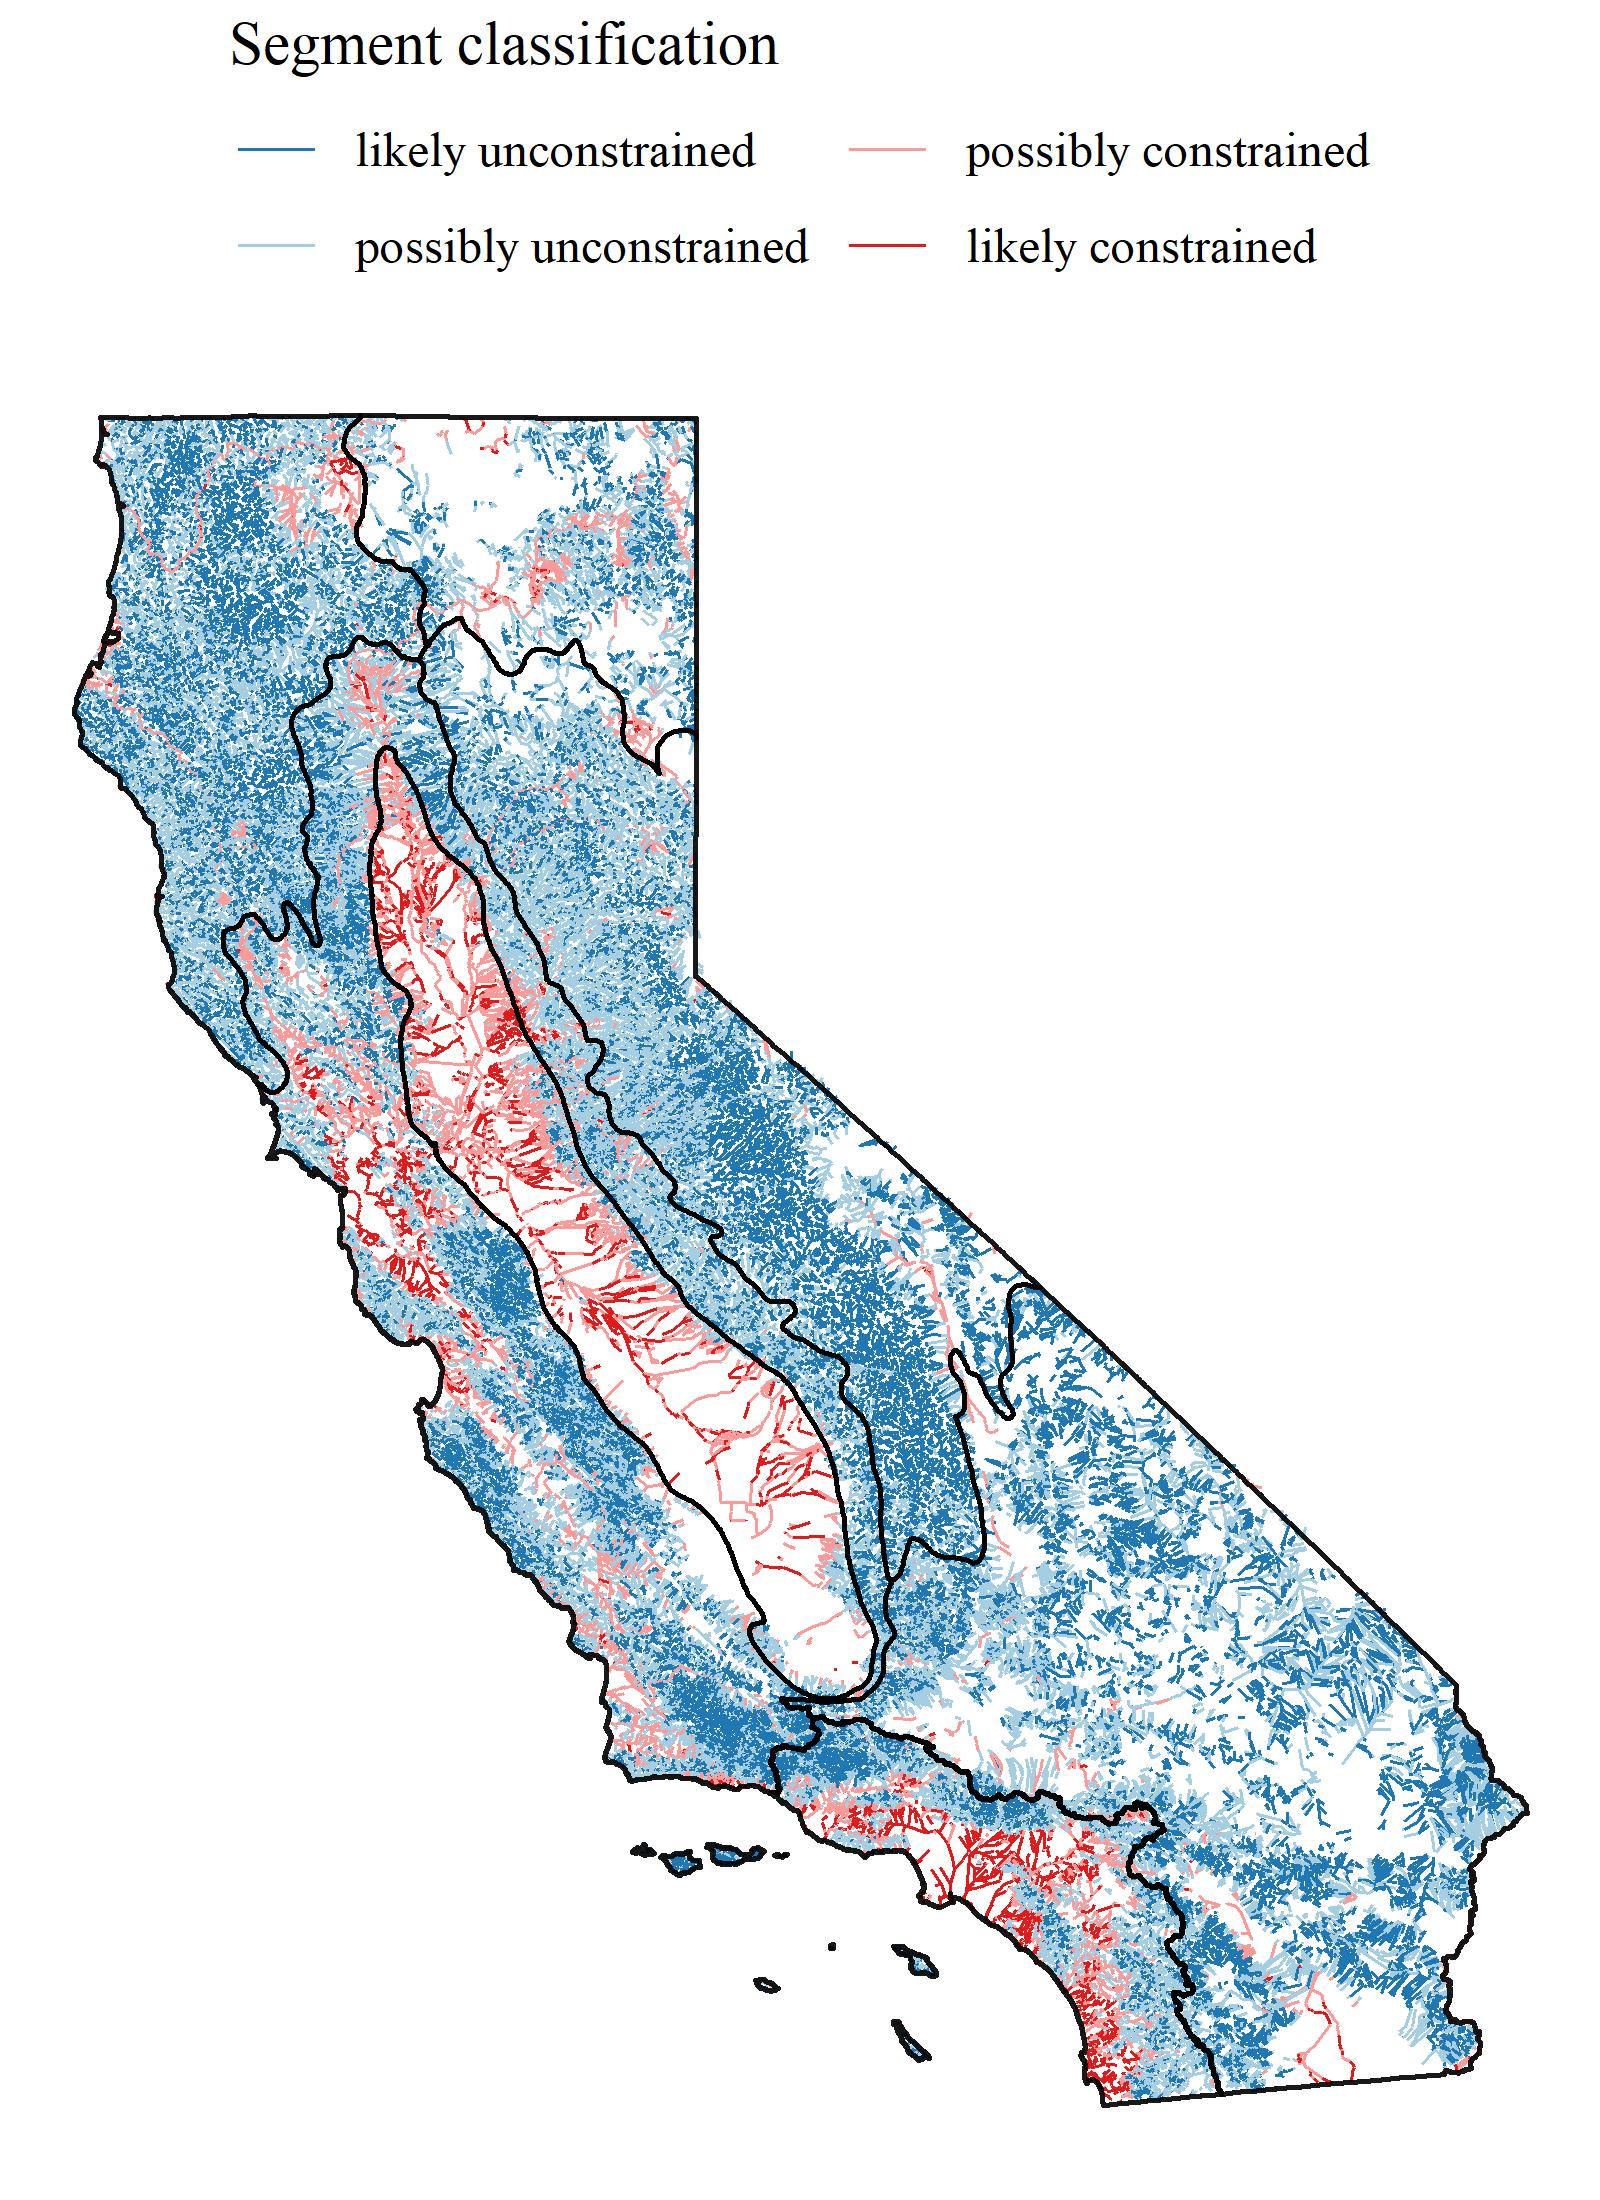 Segment classification
likely unconstrained
possibly constrained
possibly unconstrained
likely constrained